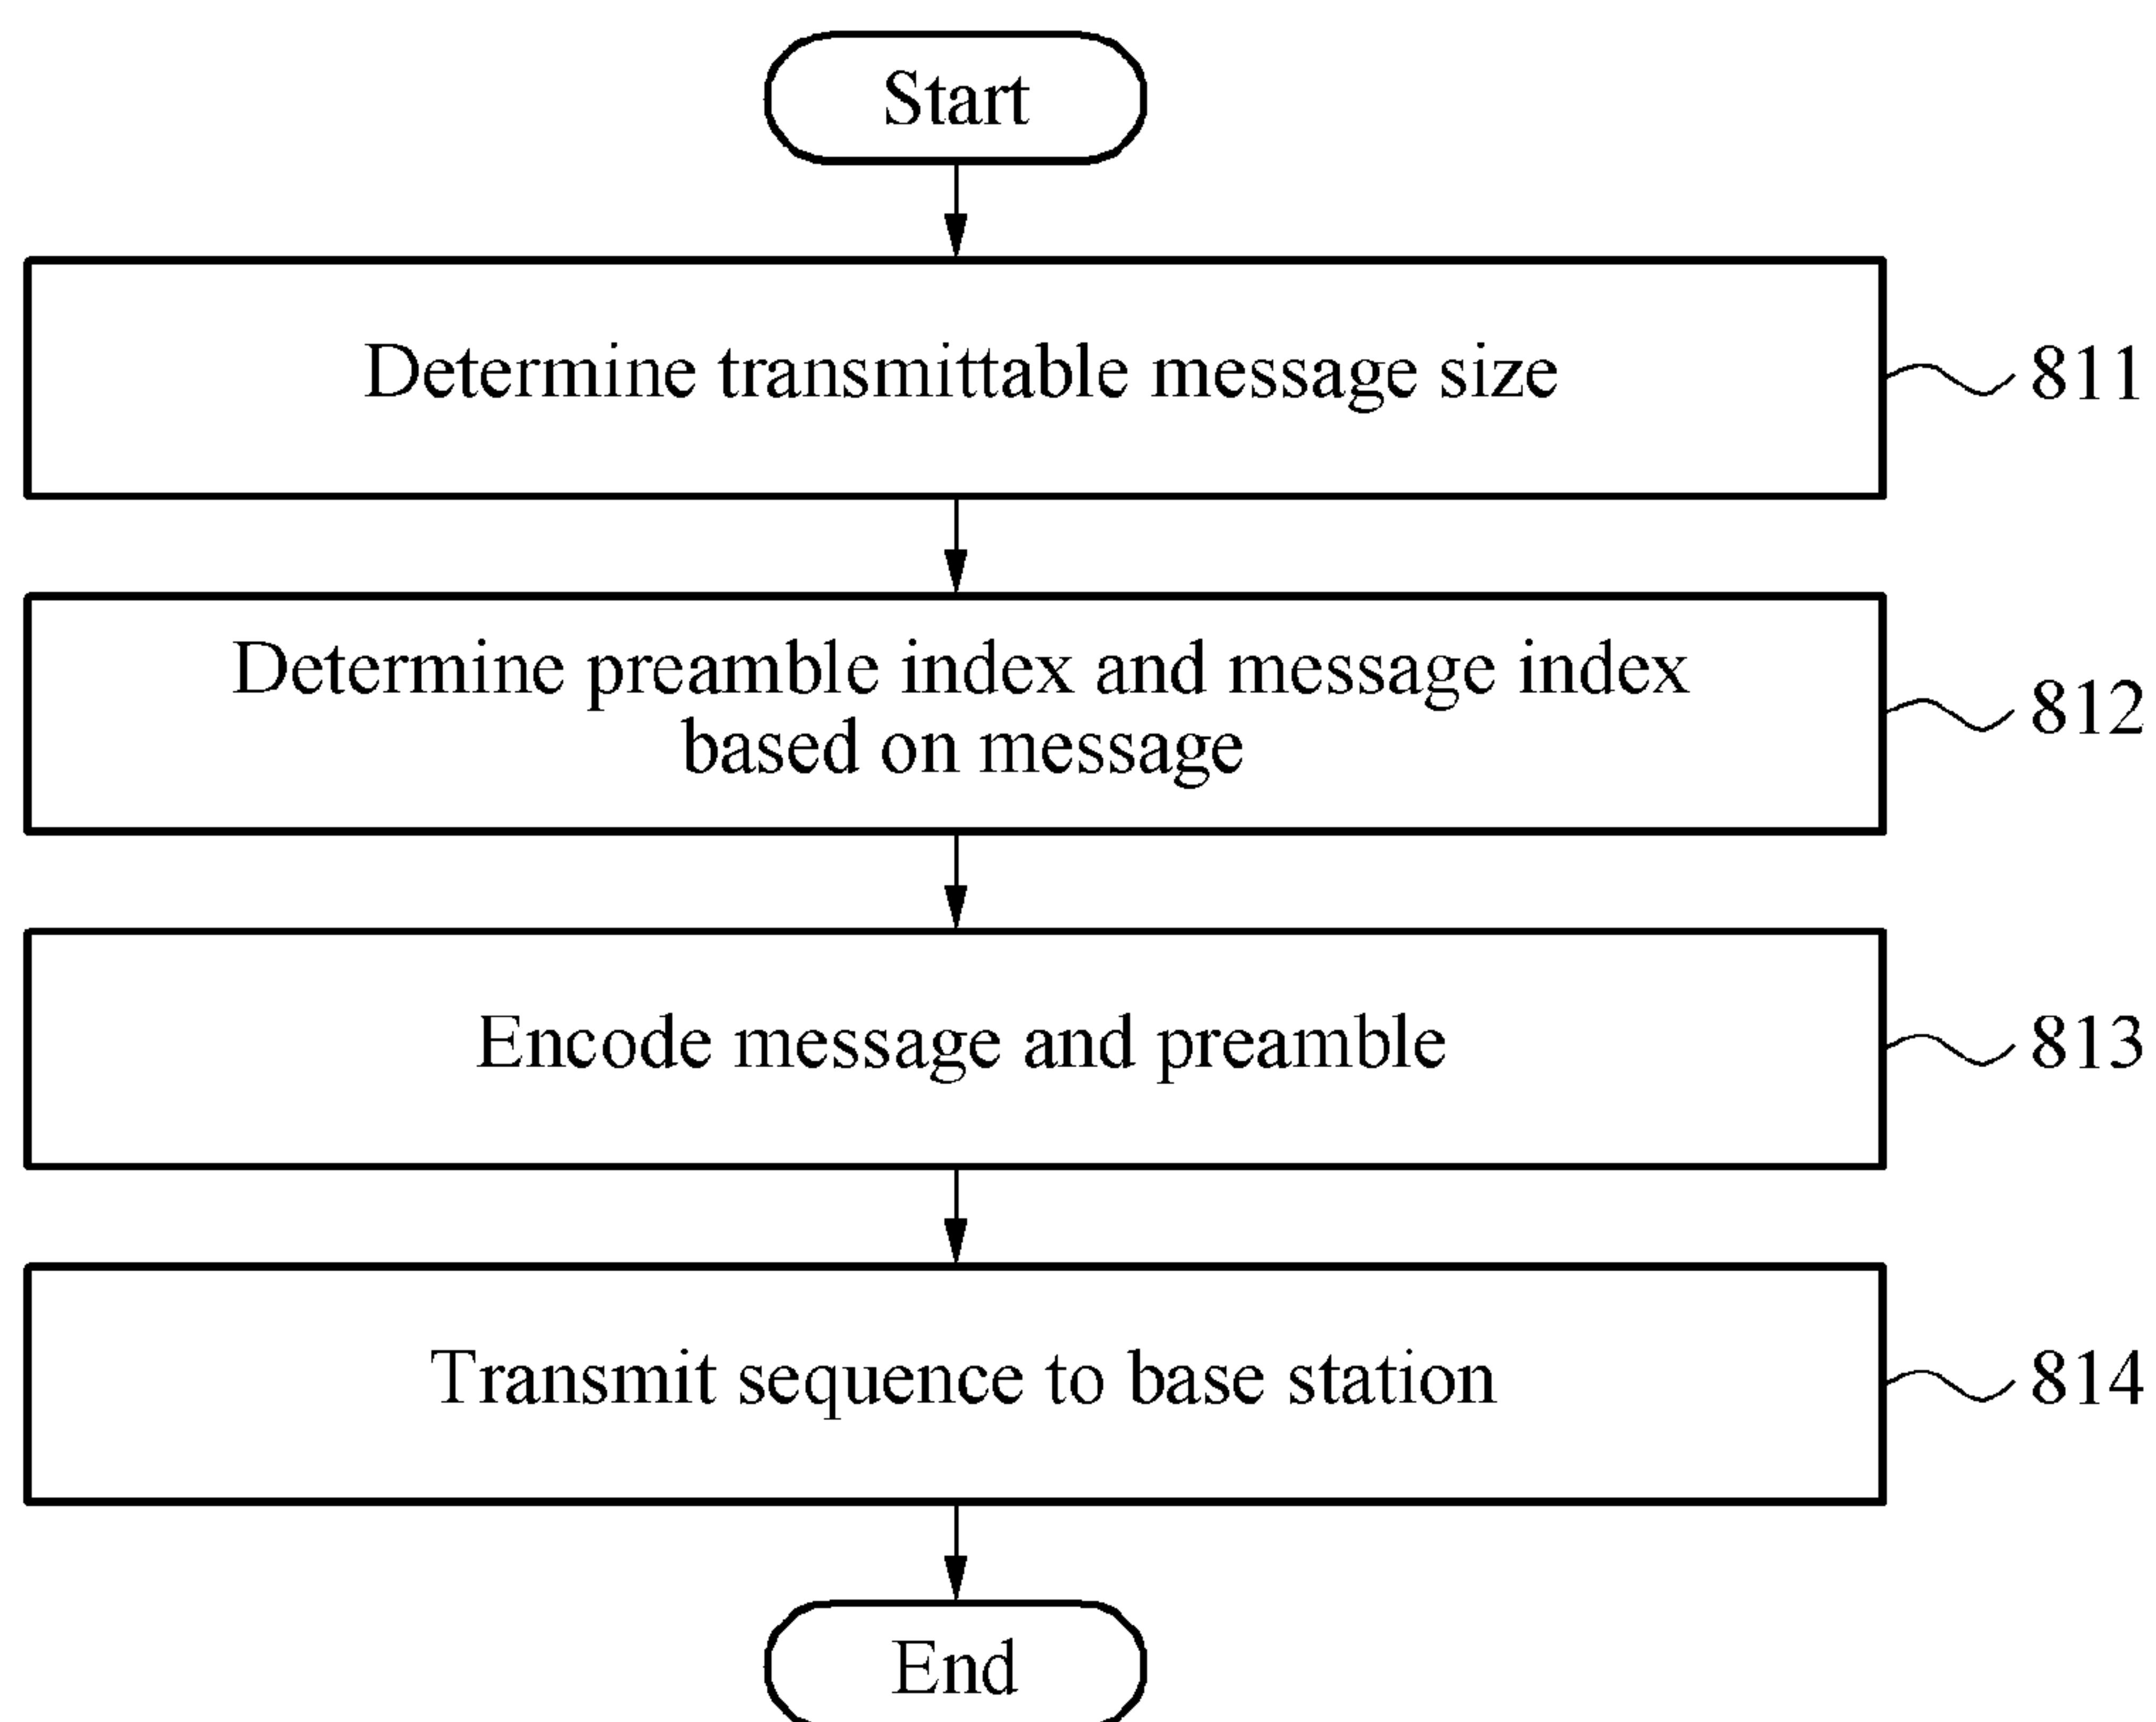 Start
Determine transmittable message size
811
Determine preamble index and message index
based on message
812
Encode message and preamble
813
Transmit sequence to base station
814
End